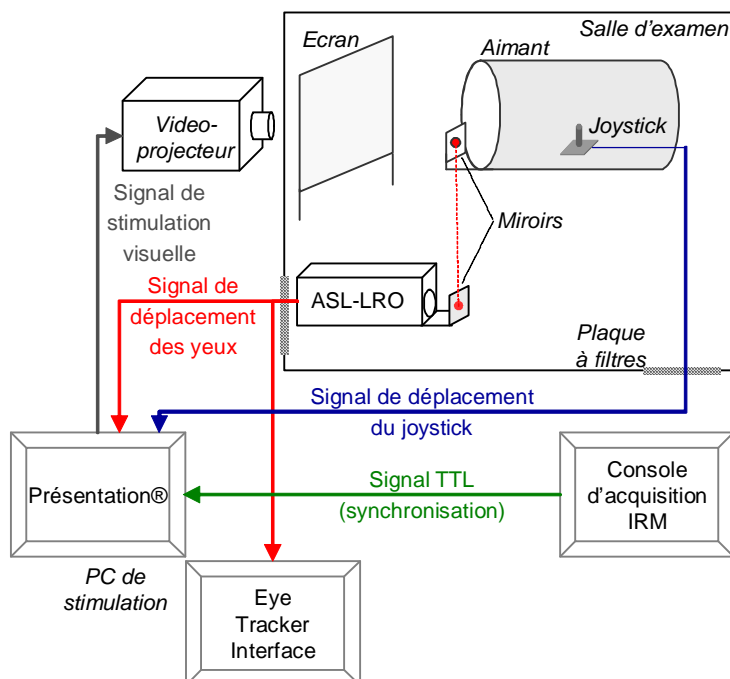 Salle d'examen
Ecran
Aimant
Video-
projecteur
Joystick
Signal de
stimulation
visuelle
Miroirs
Signal de
déplacement
des yeux
ASL-LRO
Plaque
à filtres
Signal de déplacement
du joystick
Présentation®
Signal TTL
(synchronisation)
Console
d'acquisition
IRM
PC de
stimulation
Eye
Tracker
Interface